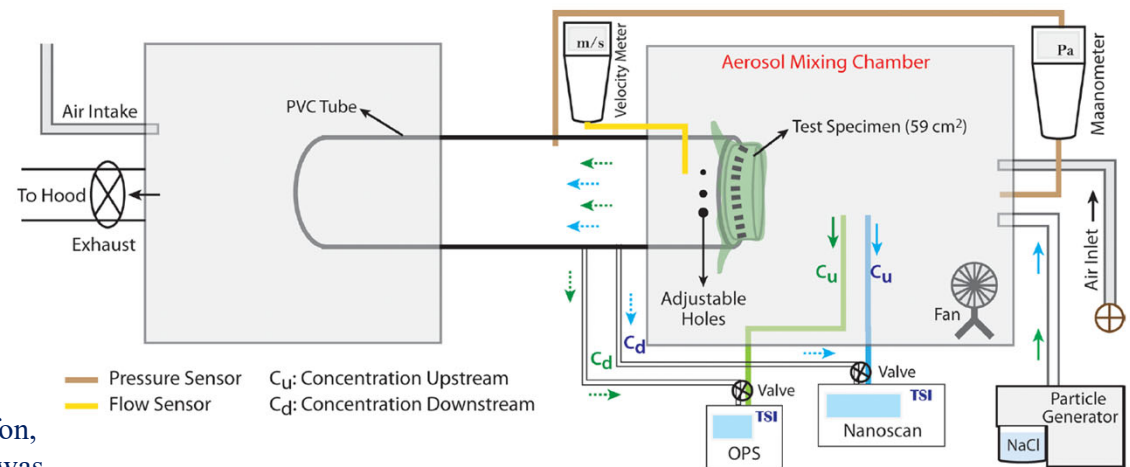 m/s
Velocity Meter
Pa
Maanometer
Aerosol Mixing Chamber
Air Intake
PVC Tube
Test Specimen (59 cm²)
To Hood
Exhaust
Adjustable
Holes
Cu
Cu
Fan
Air Inlet
Cd
Cd
Pressure Sensor
Flow Sensor
Cu: Concentration Upstream
Cd: Concentration Downstream
Valve
Valve
TSI
OPS
TSI
Nanoscan
Particle
Generator
NaCl